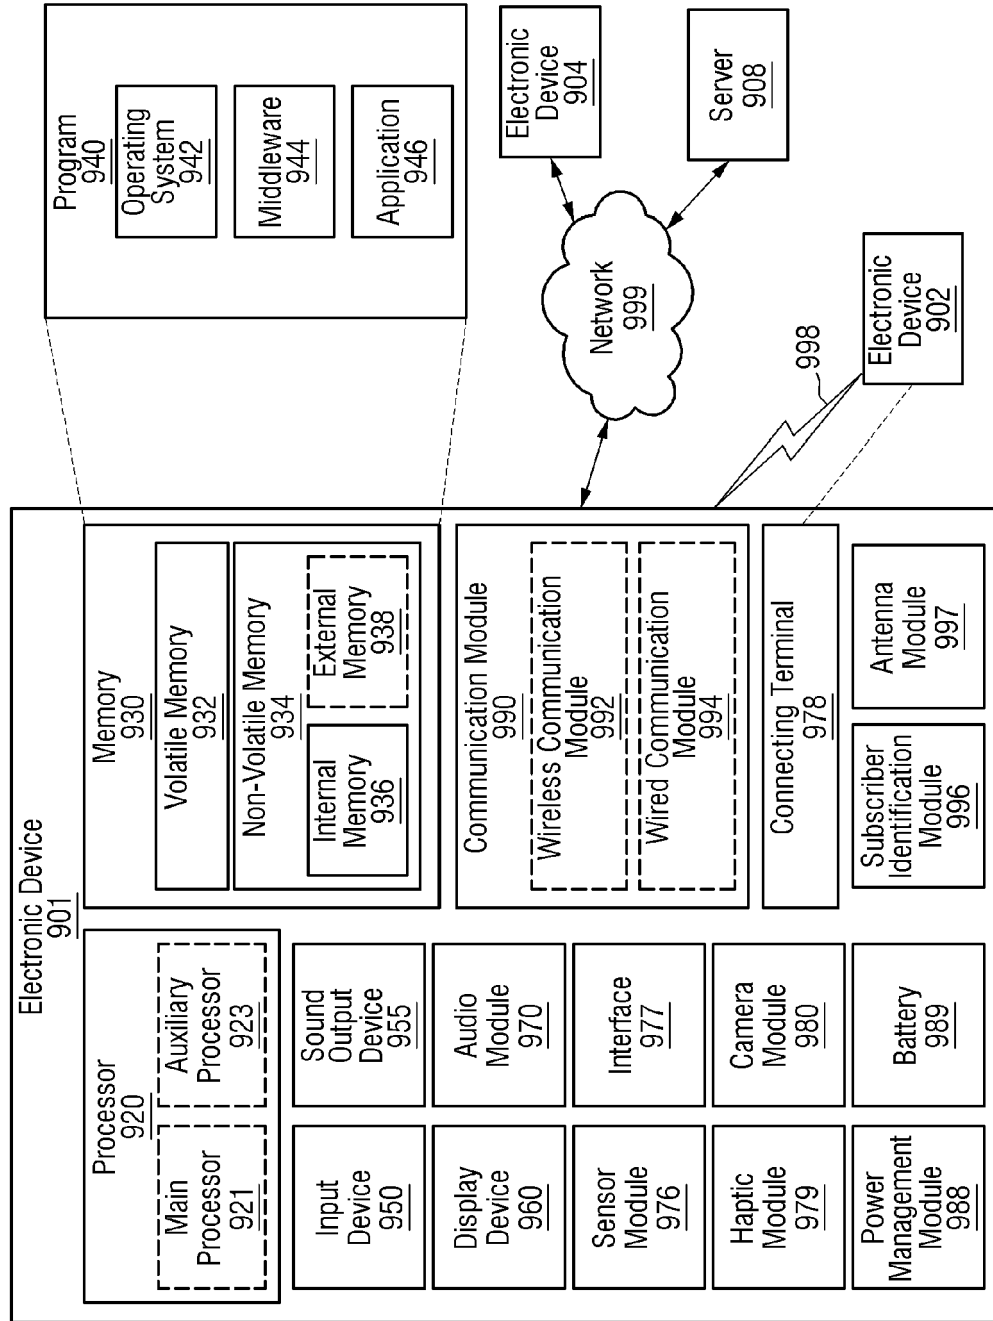 Electronic Device
901
Processor
920
Main
Processor
921
Auxiliary
Processor
923
Input
Device
950
Sound
Output
Device
955
Display
Device
960
Audio
Module
970
Sensor
Module
976
Interface
977
Haptic
Module
979
Camera
Module
980
Power
Management
Module
988
Battery
989
Memory
930
Volatile Memory
932
Non-Volatile Memory
934
Internal
Memory
936
External
Memory
938
Communication Module
990
Wireless Communication
Module
992
Wired Communication
Module
994
Connecting Terminal
978
Subscriber
Identification
Module
996
Antenna
Module
997
Program
940
Operating
System
942
Middleware
944
Application
946
Network
999
Electronic
Device
904
Server
908
998
Electronic
Device
902